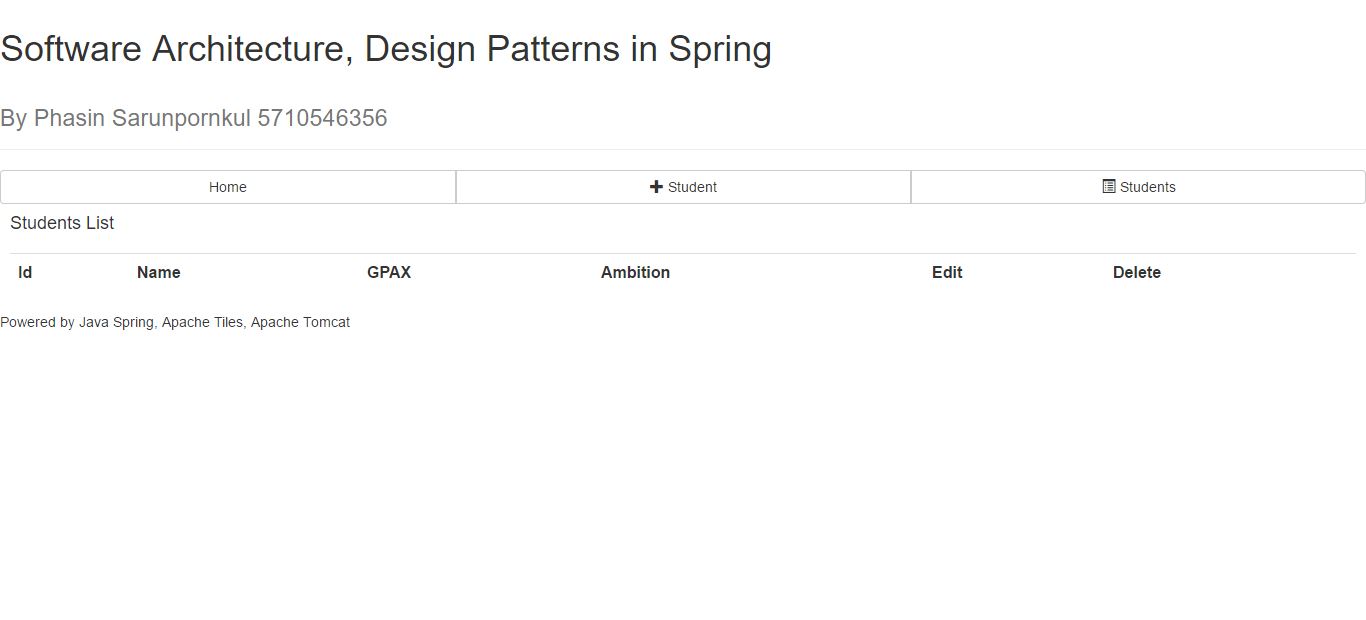 Software Architecture, Design Patterns in Spring
By Phasin Sarunpornkul 5710546356
Home Student Students
Students List
Id Name GPAX Ambition Edit Delete
Powered by Java Spring, Apache Tiles, Apache Tomcat